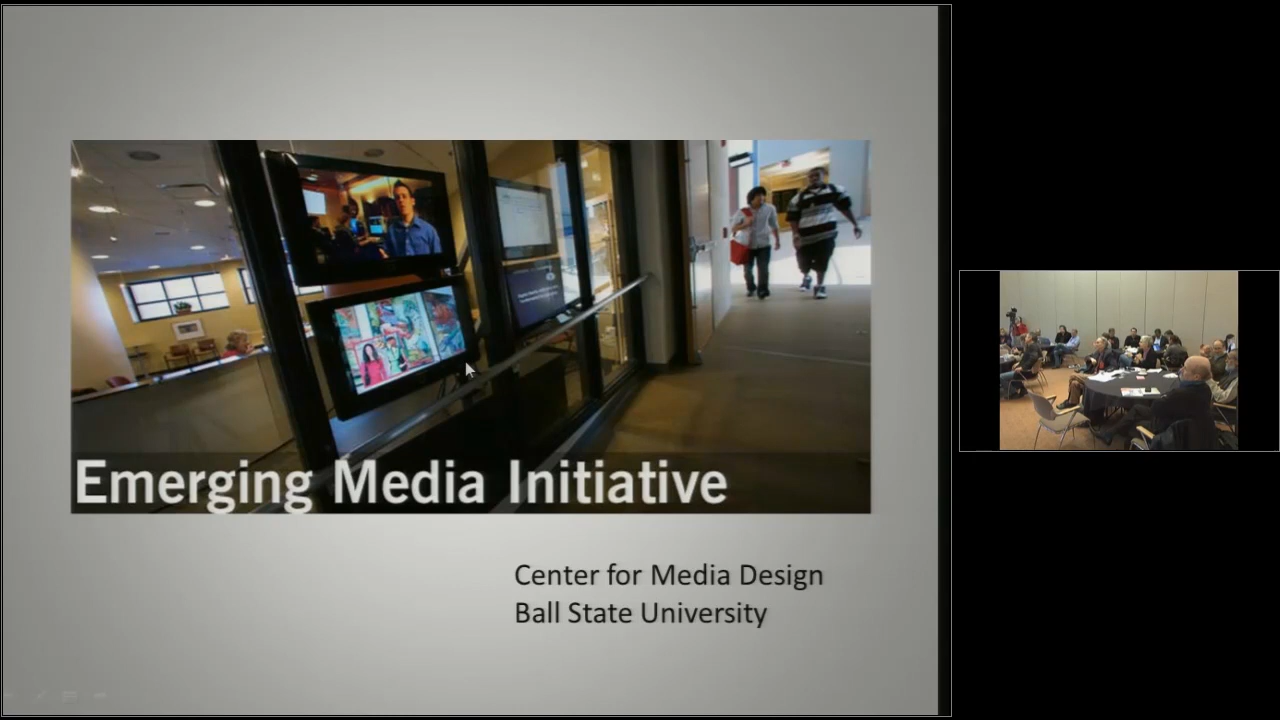 Emerging Media Initiative
Center for Media Design
Ball State University